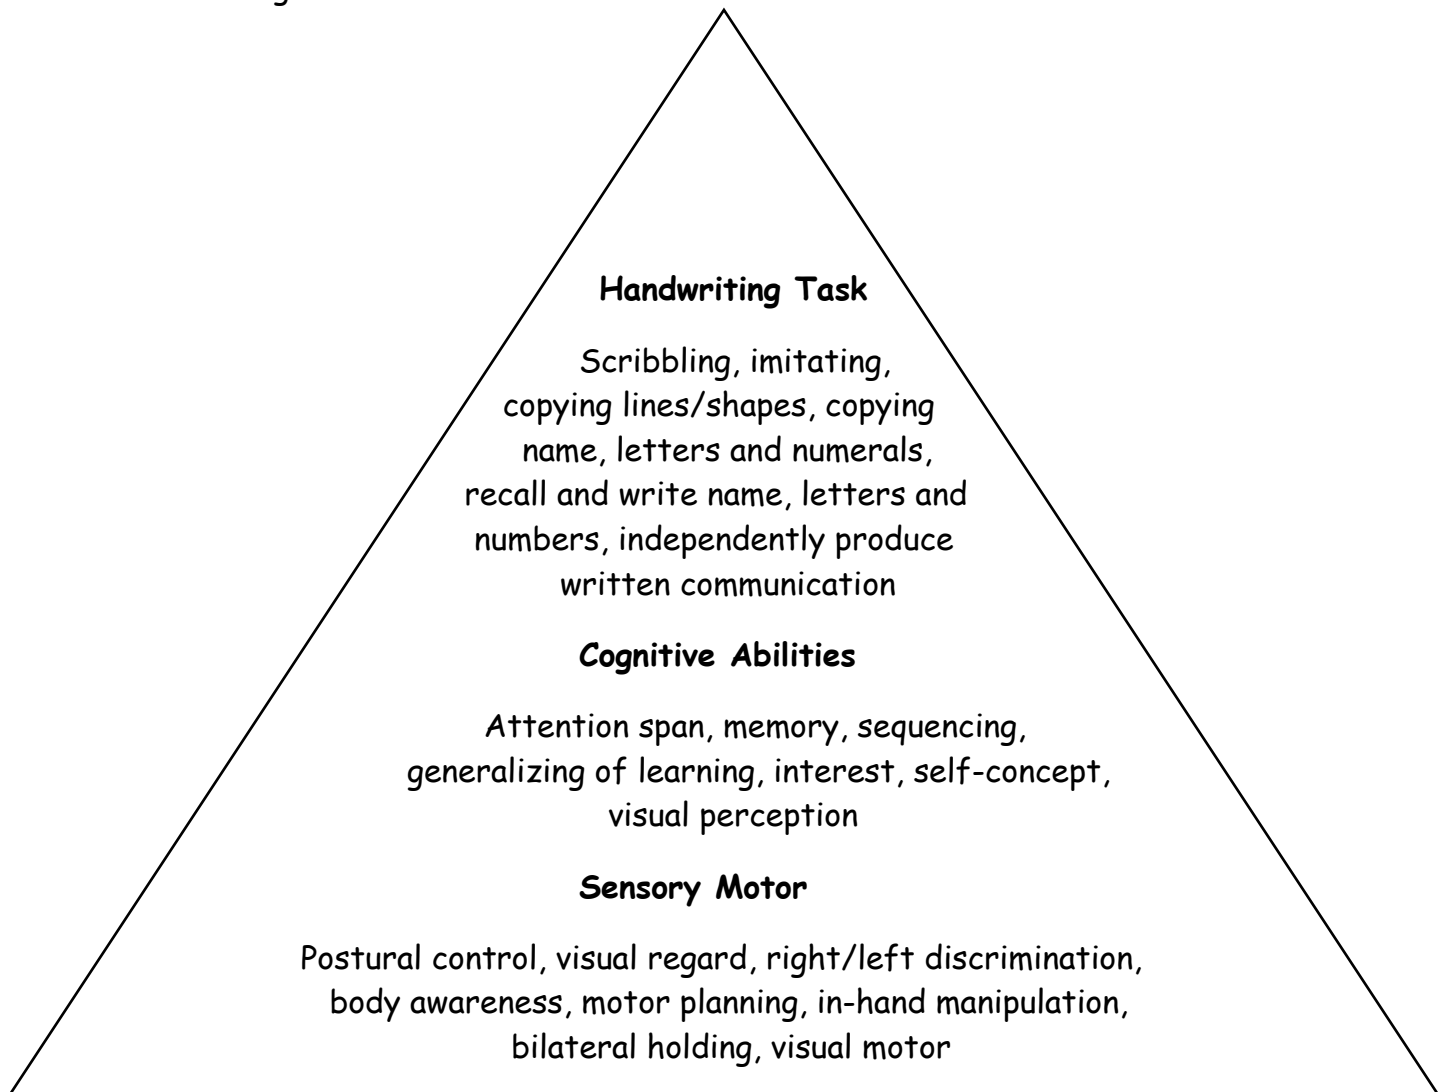 Handwriting Task
Scribbling, imitating,
copying lines/shapes, copying
name, letters and numerals,
recall and write name, letters and
numbers, independently produce
written communication
Cognitive Abilities
Attention span, memory, sequencing,
generalizing of learning, interest, self-concept,
visual perception
Sensory Motor
Postural control, visual regard, right/left discrimination,
body awareness, motor planning, in-hand manipulation,
bilateral holding, visual motor